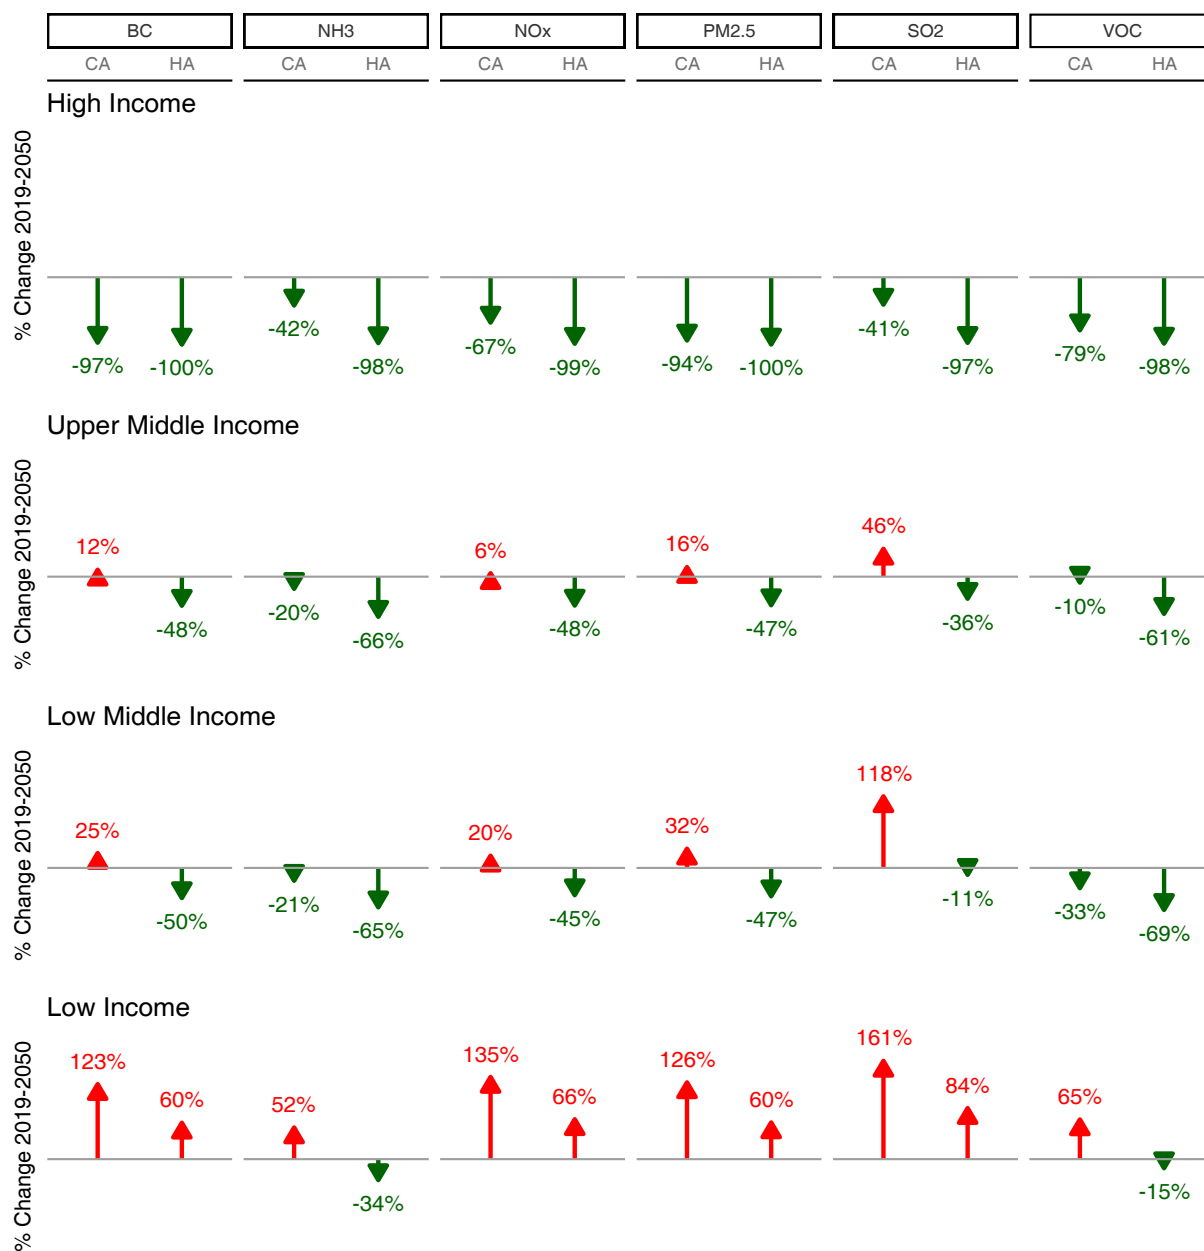 BC NH3 NOx PM2.5 SO2 VOC
CA HA CA HA CA HA CA HA CA HA CA HA
High Income
% Change 2019-2050
-97% -100% -42% -98% -67% -99% -94% -100% -41% -97% -79% -98%
Upper Middle Income
% Change 2019-2050
12% -48% -20% -66% 6% -48% 16% -47% 46% -36% -10% -61%
Low Middle Income
% Change 2019-2050
25% -50% -21% -65% 20% -45% 32% -47% 118% -11% -33% -69%
Low Income
% Change 2019-2050
123% 60% 52% -34% 135% 66% 126% 60% 161% 84% 65% -15%